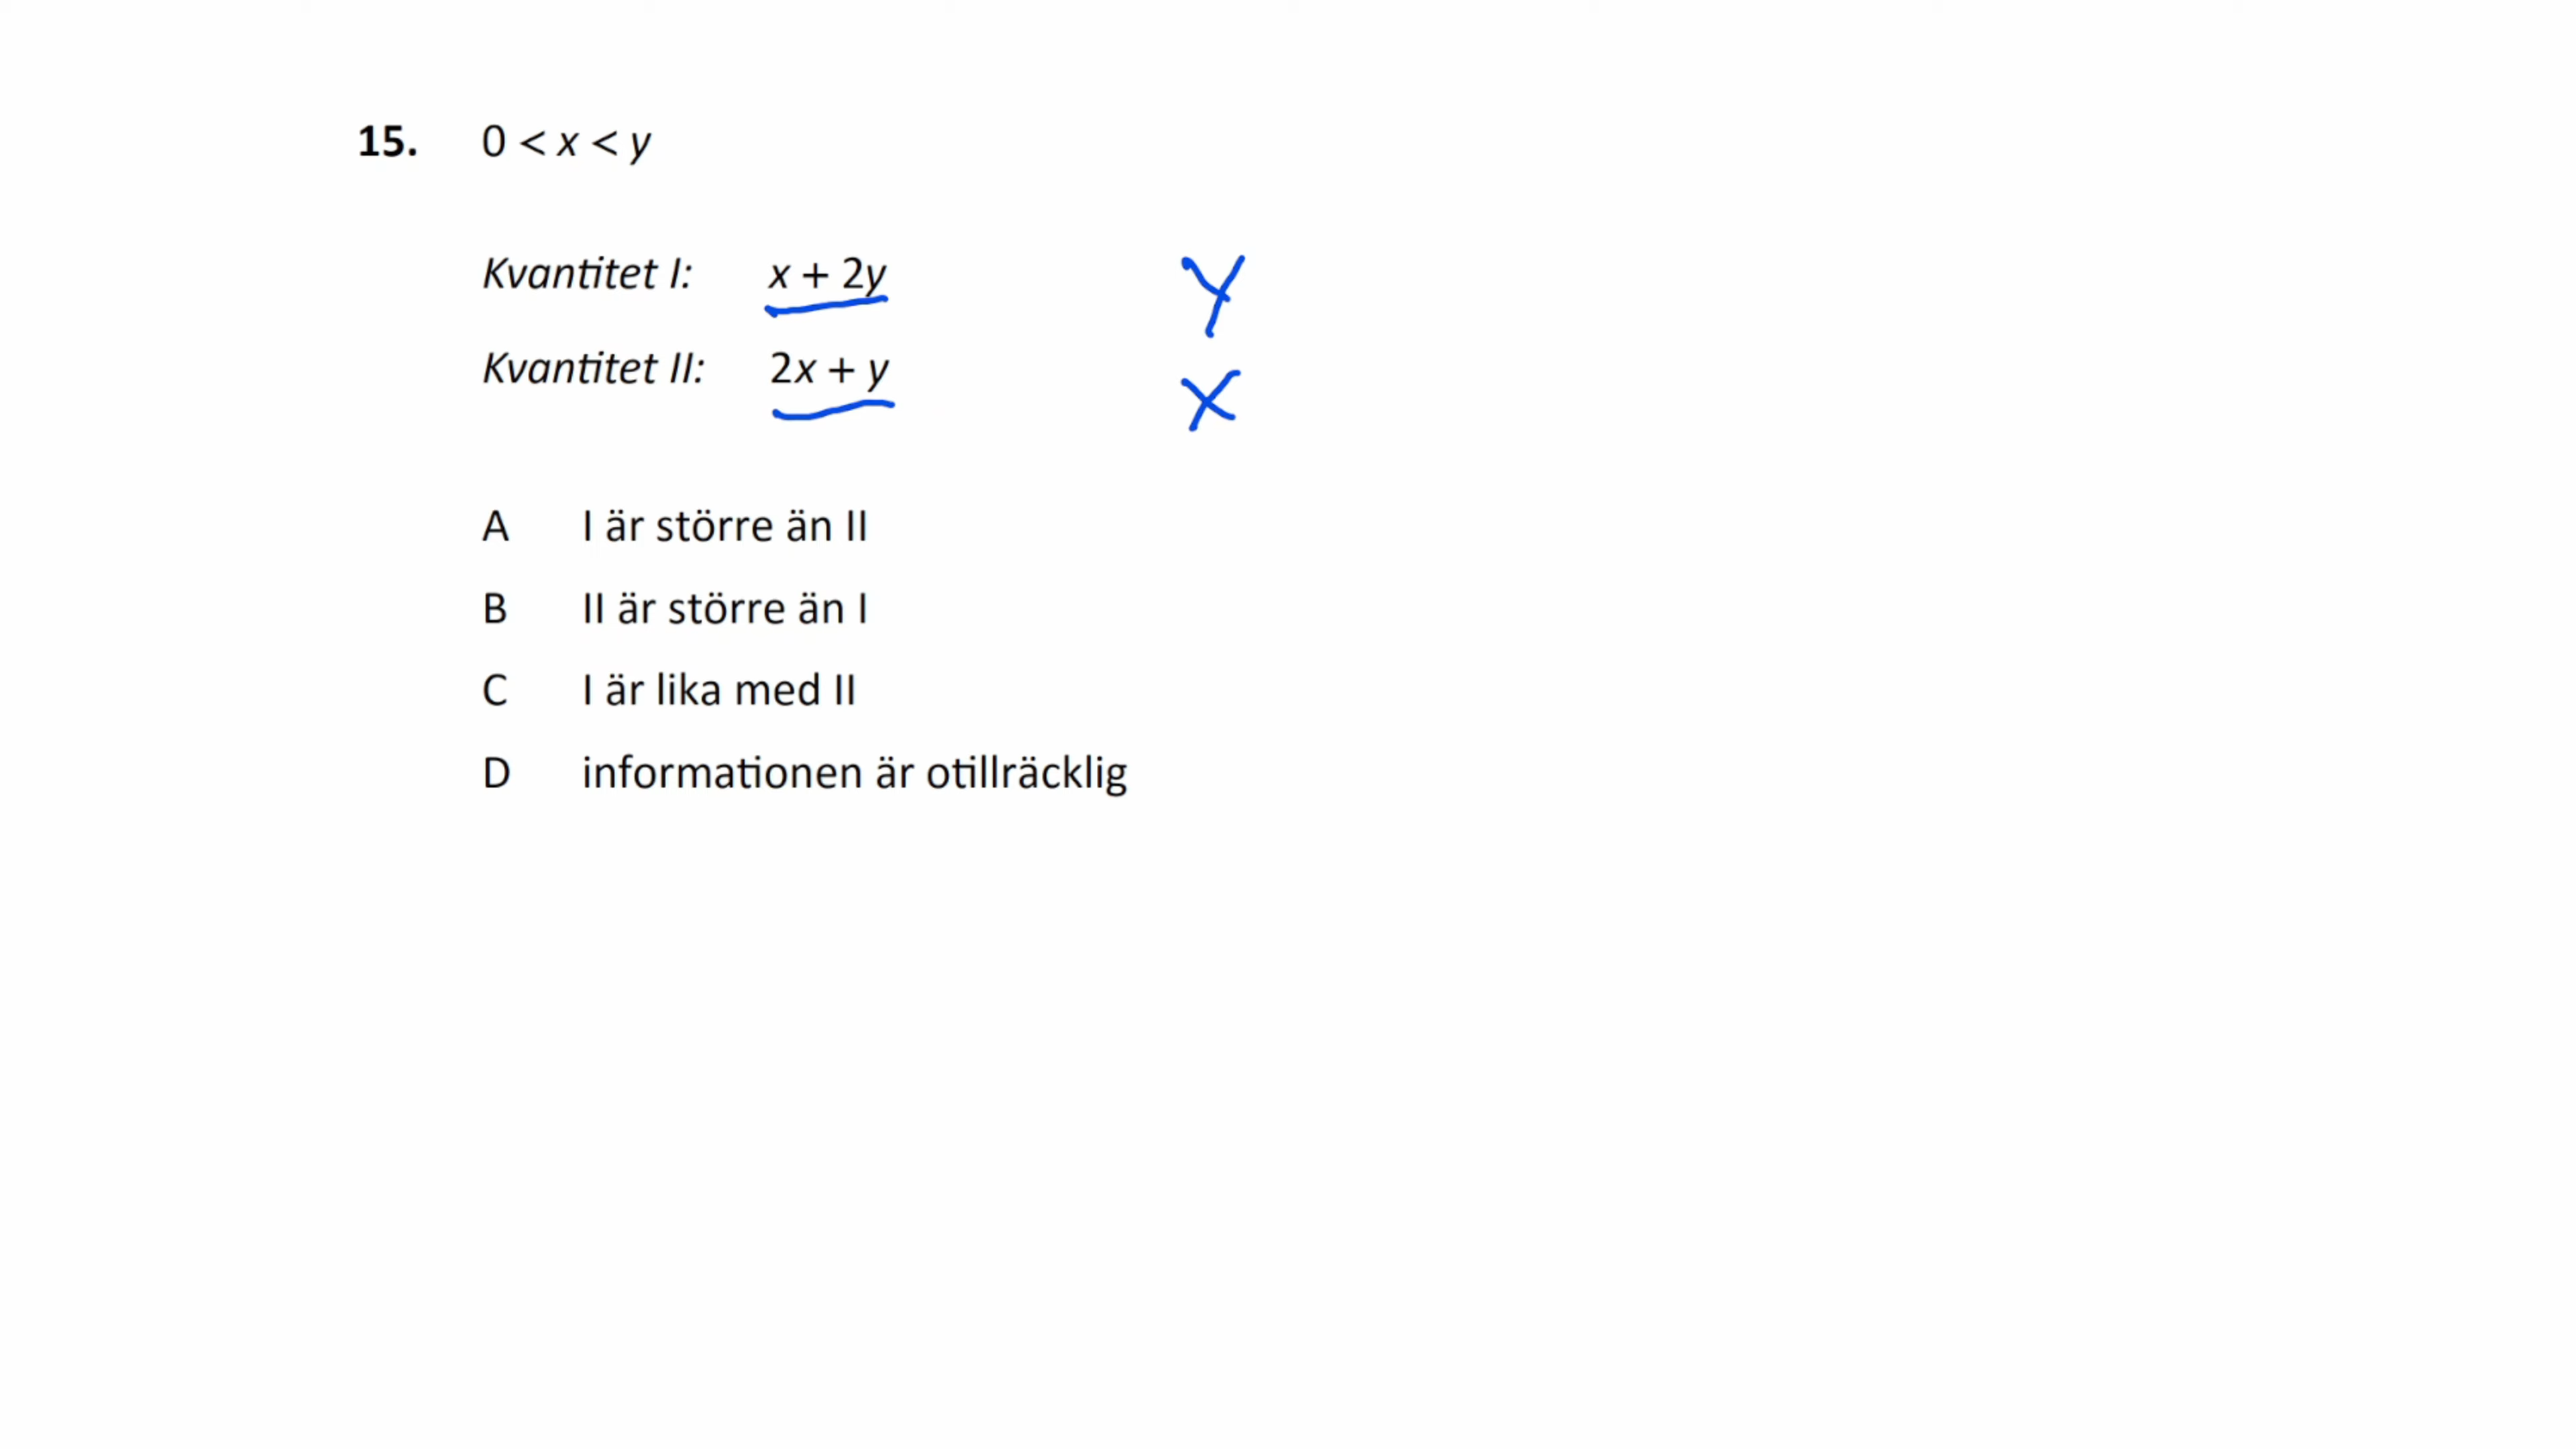 15. 0 < x < y
Kvantitet I: x + 2y Y
Kvantitet II: 2x + y X
A I är större än II
B II är större än I
C I är lika med II
D informationen är otillräcklig